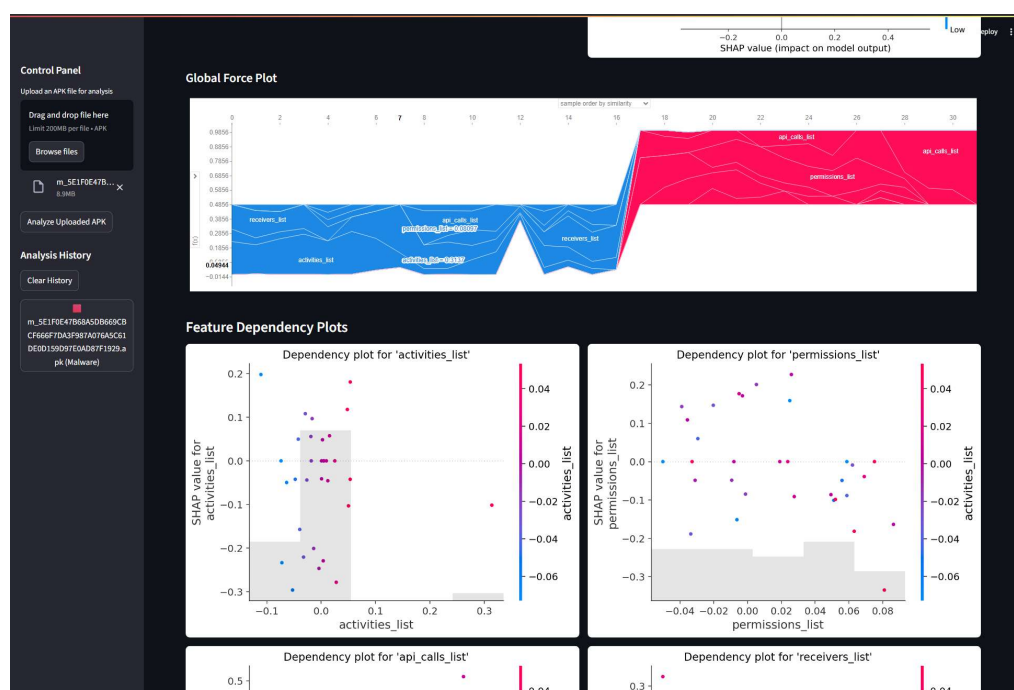 Low
eploy
−0.2 0.0 0.2 0.4
SHAP value (impact on model output)
Control Panel
Upload an APK file for analysis
Drag and drop file here
Limit 200MB per file • APK
Browse files
m_5E1F0E47B...
8.9MB
Analyze Uploaded APK
Analysis History
Clear History
m_5E1F0E47B68A5DB669CB
CF666F7DA3F987A076A5C61
DE0D159D97E0AD87F1929.a
pk (Malware)
Global Force Plot
sample order by similarity
0 2 4 6 7 8 10 12 14 16 18 20 22 24 26 28 30
0.9856
0.8856
0.7856
0.6856
0.5856
0.4856
0.3856
0.2856
0.1856
0.04944
−0.0144
f(x)
receivers_list
activities_list
api_calls_list
permissions_list = 0.08087
activities_list = 0.3137
receivers_list
api_calls_list
permissions_list
api_calls_list
Feature Dependency Plots
Dependency plot for 'activities_list'
0.2
0.1
0.0
−0.1
−0.2
−0.3
SHAP value for
activities_list
−0.1 0.0 0.1 0.2 0.3
activities_list
0.04
0.02
0.00
−0.02
−0.04
−0.06
activities_list
Dependency plot for 'permissions_list'
0.2
0.1
0.0
−0.1
−0.2
−0.3
SHAP value for
permissions_list
−0.04 −0.02 0.00 0.02 0.04 0.06 0.08
permissions_list
0.04
0.02
0.00
−0.02
−0.04
−0.06
activities_list
Dependency plot for 'api_calls_list'
0.5
0.04
Dependency plot for 'receivers_list'
0.3
0.04